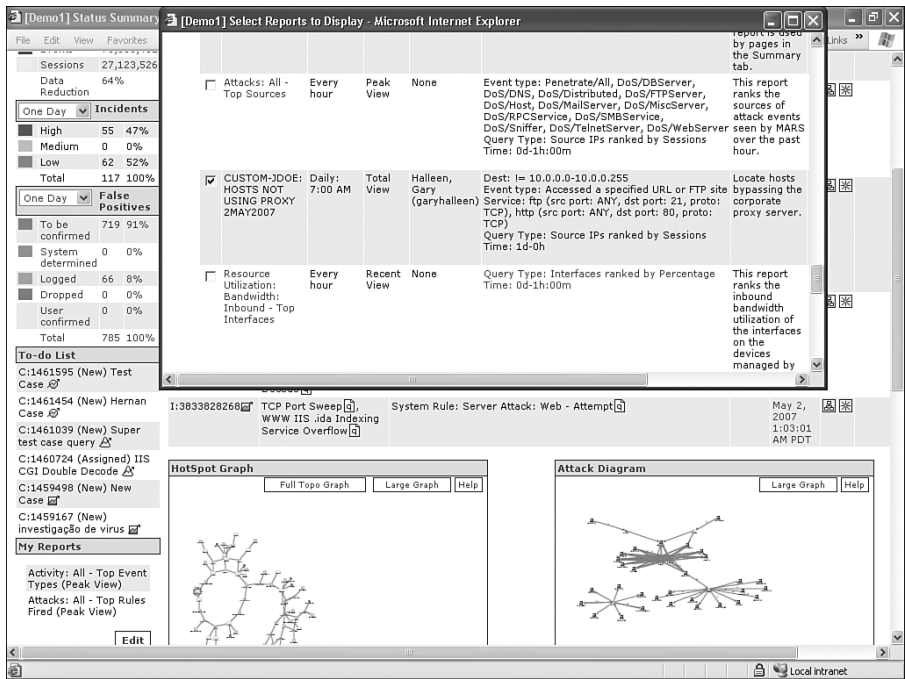 [Demo1] Status Summary
[Demo1] Select Reports to Display - Microsoft Internet Explorer
File Edit View Favorites
Links »
Sessions 27,123,526
Data Reduction 64%
One Day Incidents
High 55 47%
Medium 0 0%
Low 62 52%
Total 117 100%
One Day False Positives
To be confirmed 719 91%
System determined 0 0%
Logged 66 8%
Dropped 0 0%
User confirmed 0 0%
Total 785 100%
To-do List
C:1461595 (New) Test Case
C:1461454 (New) Hernan Case
C:1461039 (New) Super test case query
C:1460724 (Assigned) IIS CGI Double Decode
C:1459498 (New) New Case
C:1459167 (New) investigação de virus
My Reports
Activity: All - Top Event Types (Peak View)
Attacks: All - Top Rules Fired (Peak View)
Edit
report is used
by pages in
the Summary
tab.
Attacks: All - Top Sources
Every hour
Peak View
None
Event type: Penetrate/All, DoS/DBServer,
DoS/DNS, DoS/Distributed, DoS/FTPServer,
DoS/Host, DoS/MailServer, DoS/MiscServer,
DoS/RPCService, DoS/SMBService,
DoS/Sniffer, DoS/TelnetServer, DoS/WebServer
Query Type: Source IPs ranked by Sessions
Time: 0d-1h:00m
This report
ranks the
sources of
attack events
seen by MARS
over the past
hour.
CUSTOM-JDOE:
HOSTS NOT
USING PROXY
2MAY2007
Daily: 7:00 AM
Total View
Halleen, Gary (garyhalleen)
Dest: != 10.0.0.0-10.0.0.255
Event type: Accessed a specified URL or FTP site
Service: ftp (src port: ANY, dst port: 21, proto:
TCP), http (src port: ANY, dst port: 80, proto:
TCP)
Query Type: Source IPs ranked by Sessions
Time: 1d-0h
Locate hosts
bypassing the
corporate
proxy server.
Resource
Utilization:
Bandwidth:
Inbound - Top
Interfaces
Every hour
Recent View
None
Query Type: Interfaces ranked by Percentage
Time: 0d-1h:00m
This report
ranks the
inbound
bandwidth
utilization of
the interfaces
on the
devices
managed by
I:3833828268
TCP Port Sweep q,
WWW IIS .ida Indexing
Service Overflow q
System Rule: Server Attack: Web - Attempt q
May 2,
2007
1:03:01
AM PDT
HotSpot Graph
Full Topo Graph Large Graph Help
Attack Diagram
Large Graph Help
Local intranet